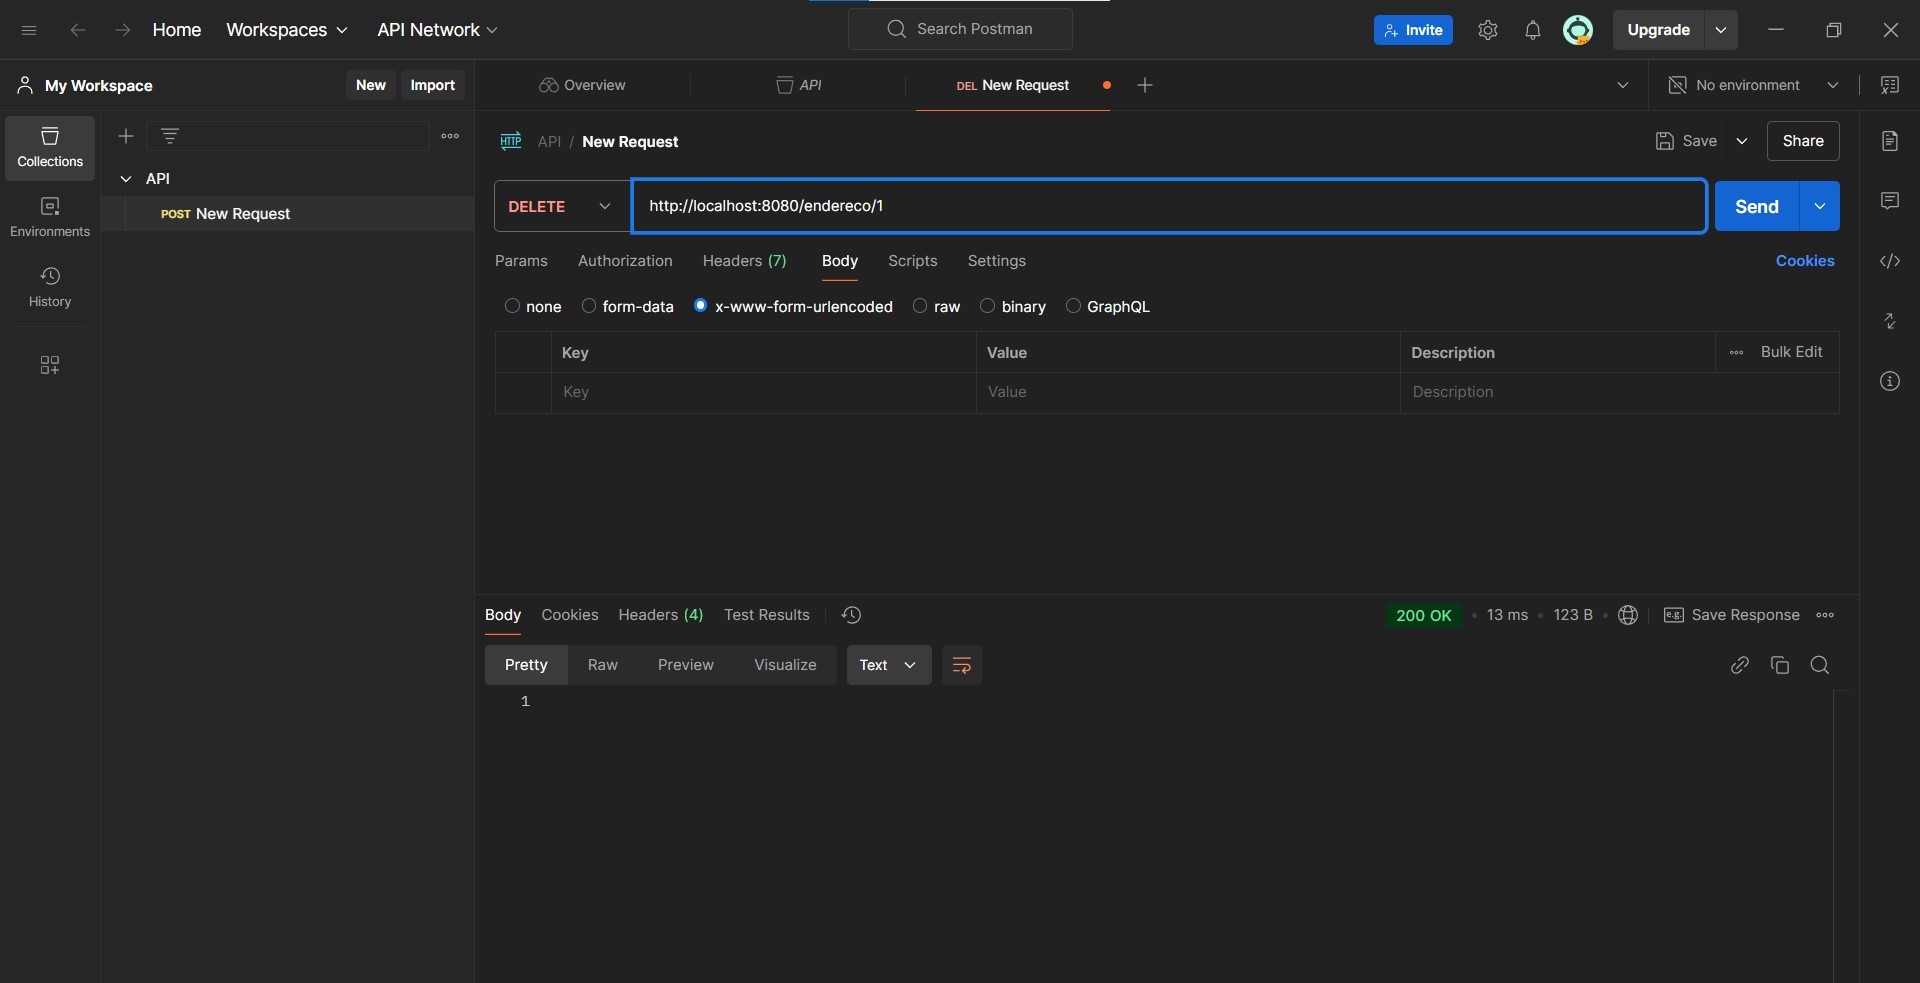 Home Workspaces API Network Search Postman Invite Upgrade
My Workspace New Import Overview API DEL New Request No environment
Collections
Environments
History
API
POST New Request
HTTP API / New Request Save Share
DELETE http://localhost:8080/endereco/1 Send
Params Authorization Headers (7) Body Scripts Settings Cookies
none form-data x-www-form-urlencoded raw binary GraphQL
Key Value Description Bulk Edit
Key Value Description
Body Cookies Headers (4) Test Results 200 OK 13 ms 123 B e.g. Save Response
Pretty Raw Preview Visualize Text
1